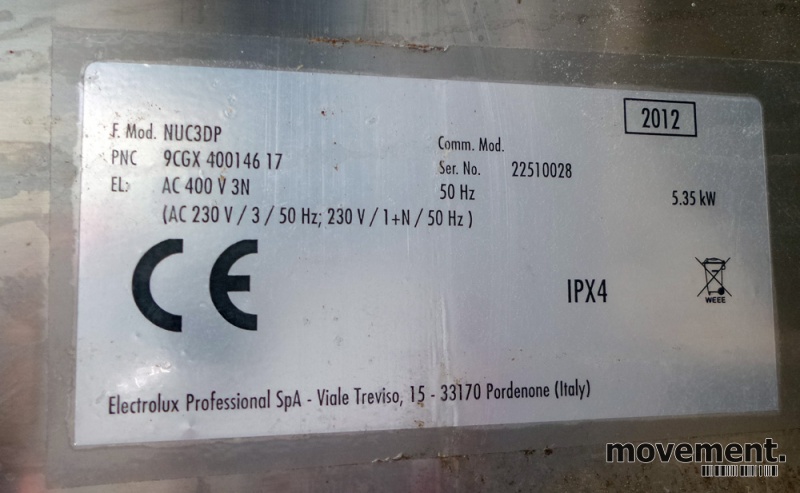 2012
F. Mod. NUC3DP
Comm. Mod.
PNC 9CGX 400146 17
Ser. No. 22510028
EL: AC 400 V 3N 50 Hz 5.35 kW
(AC 230 V / 3 / 50 Hz; 230 V / 1+N / 50 Hz )
CE
IPX4
WEEE
Electrolux Professional SpA - Viale Treviso, 15 - 33170 Pordenone (Italy)
movement.